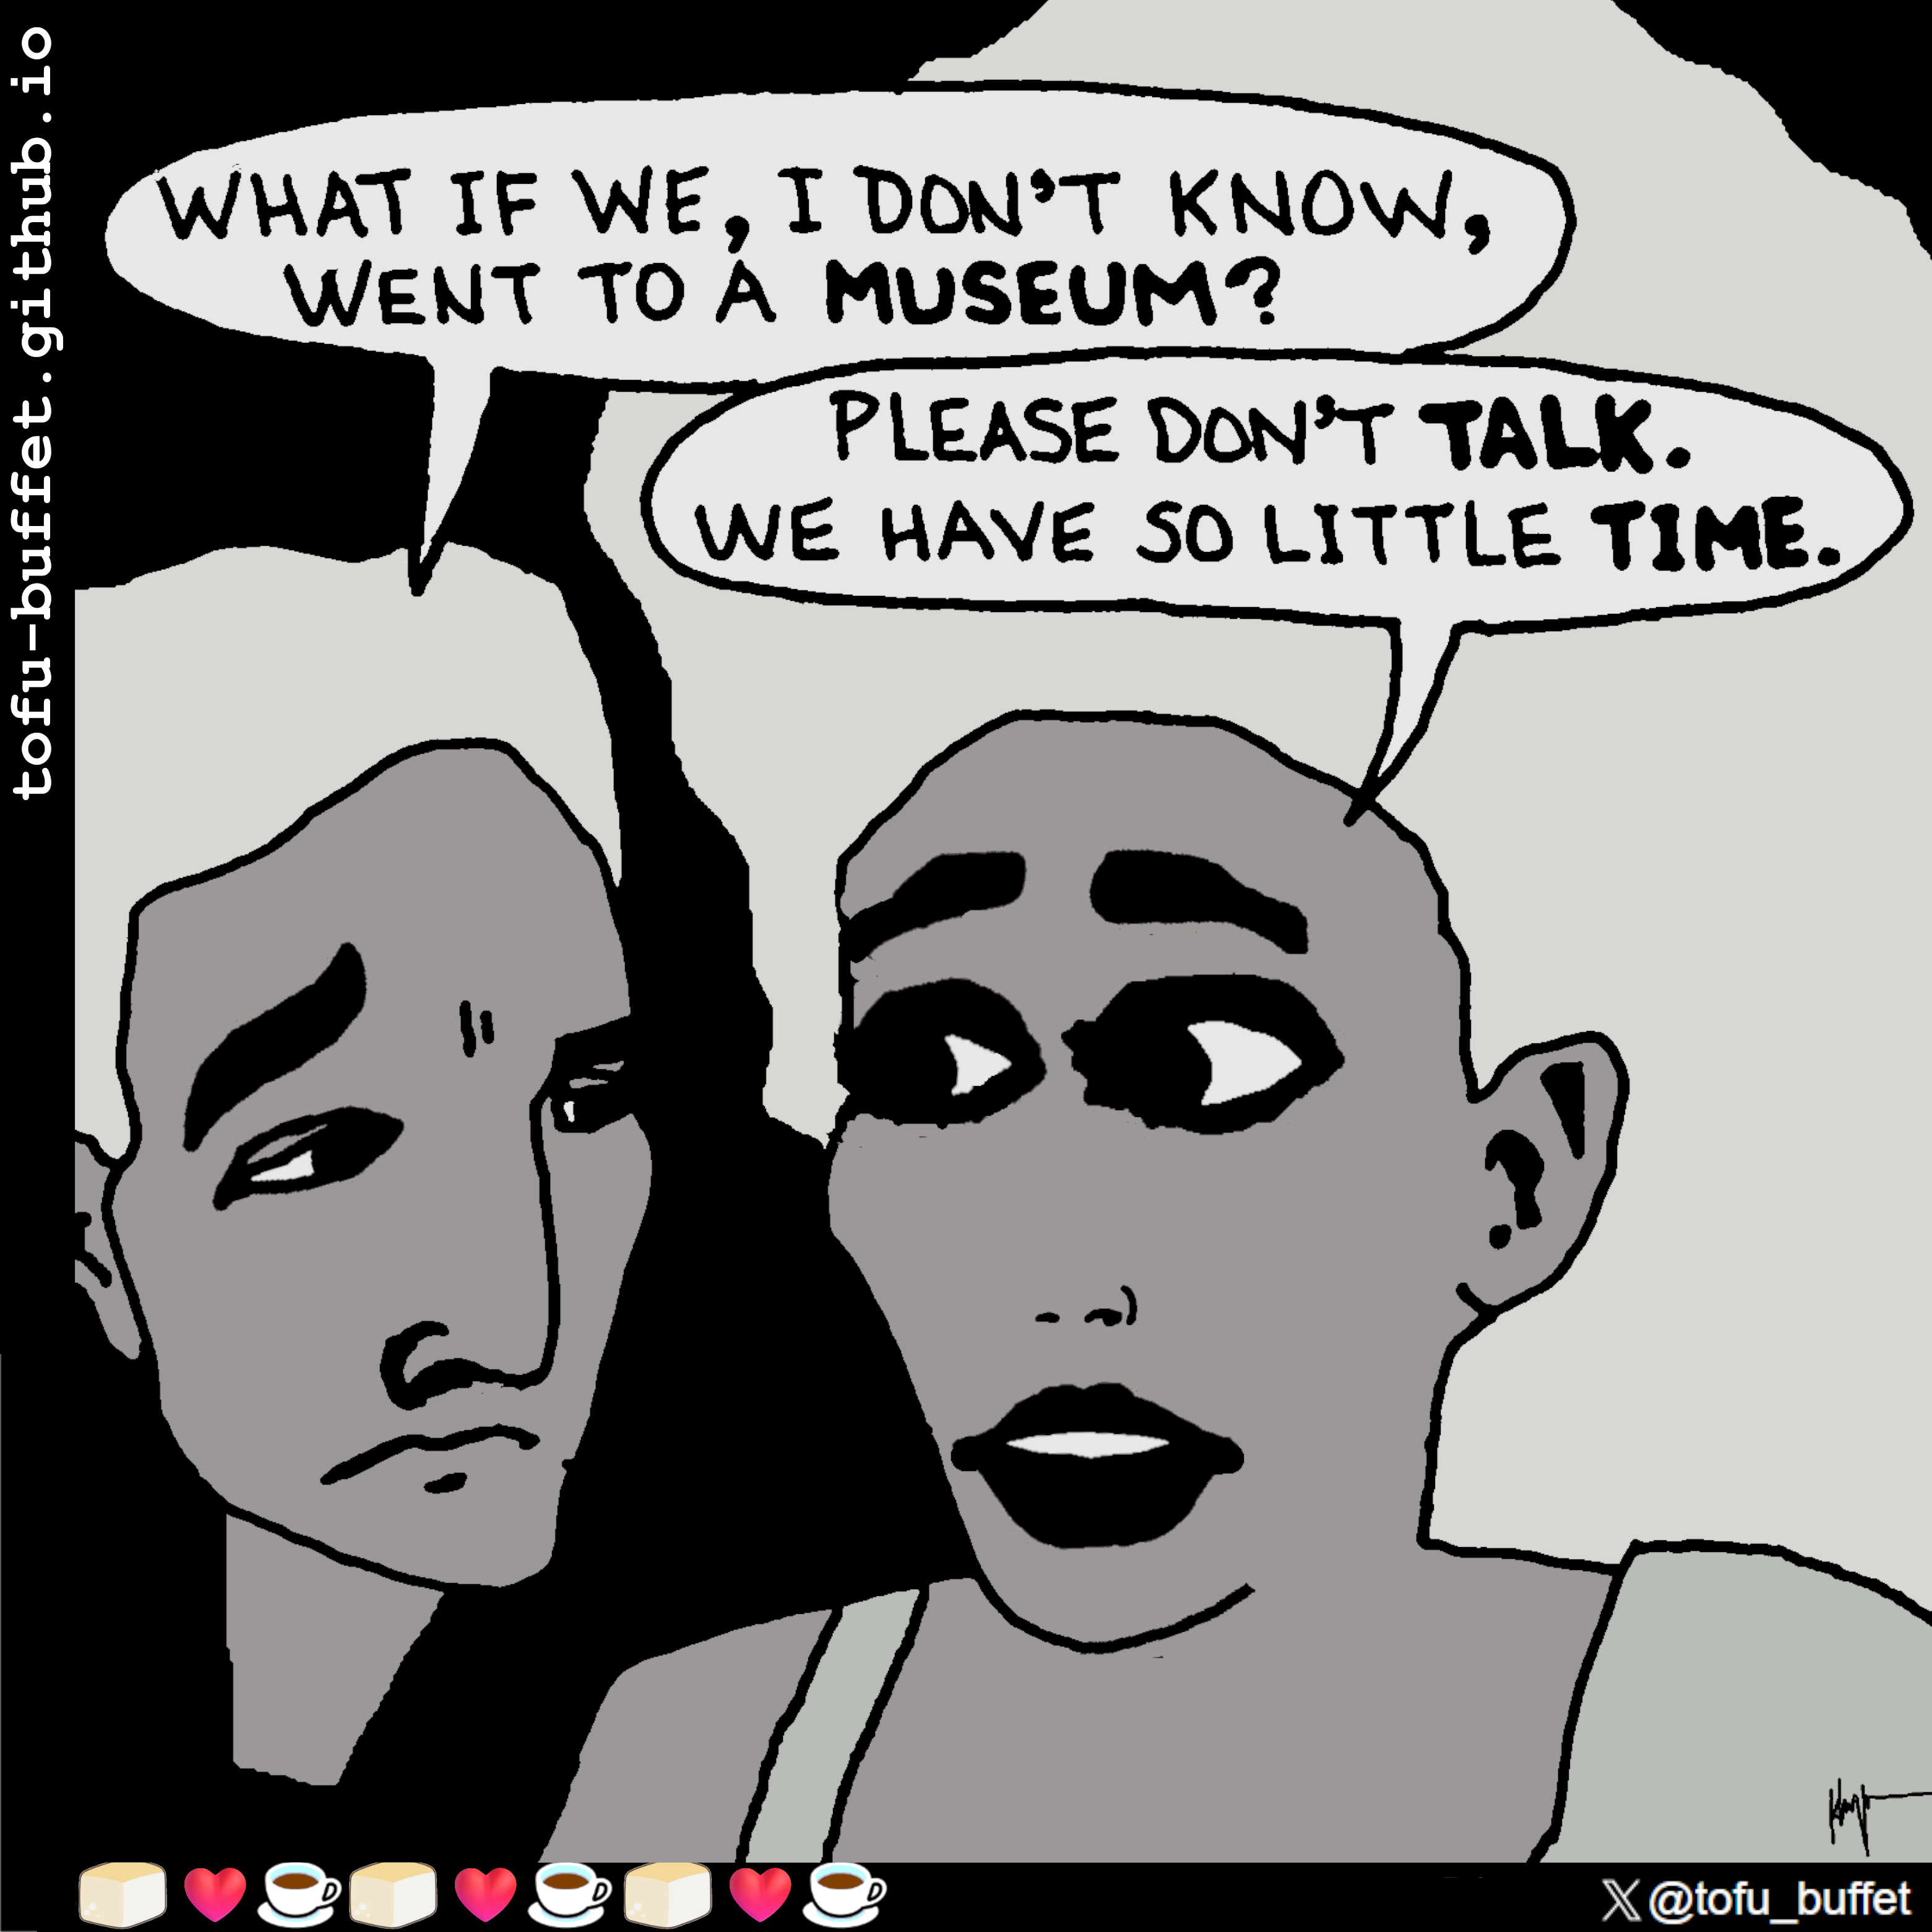 tofu-buffet.github.io
WHAT IF WE, I DON'T KNOW,
WENT TO A MUSEUM?
PLEASE DON'T TALK.
WE HAVE SO LITTLE TIME.
𝕏 @tofu_buffet